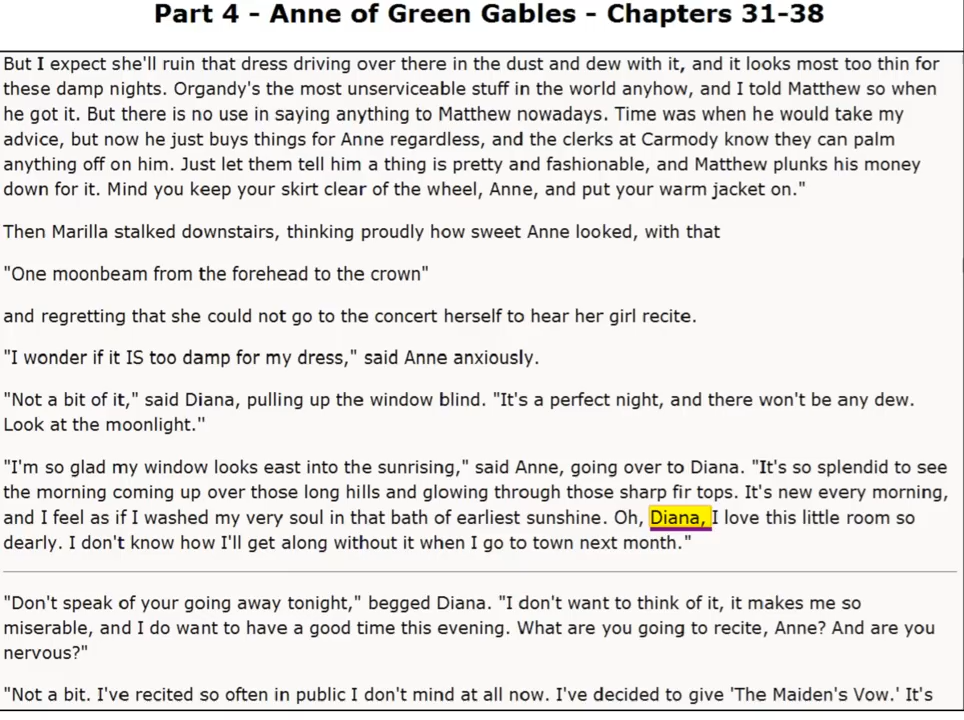 Part 4 - Anne of Green Gables - Chapters 31-38
But I expect she'll ruin that dress driving over there in the dust and dew with it, and it looks most too thin for
these damp nights. Organdy's the most unserviceable stuff in the world anyhow, and I told Matthew so when
he got it. But there is no use in saying anything to Matthew nowadays. Time was when he would take my
advice, but now he just buys things for Anne regardless, and the clerks at Carmody know they can palm
anything off on him. Just let them tell him a thing is pretty and fashionable, and Matthew plunks his money
down for it. Mind you keep your skirt clear of the wheel, Anne, and put your warm jacket on."
Then Marilla stalked downstairs, thinking proudly how sweet Anne looked, with that
"One moonbeam from the forehead to the crown"
and regretting that she could not go to the concert herself to hear her girl recite.
"I wonder if it IS too damp for my dress," said Anne anxiously.
"Not a bit of it," said Diana, pulling up the window blind. "It's a perfect night, and there won't be any dew.
Look at the moonlight."
"I'm so glad my window looks east into the sunrising," said Anne, going over to Diana. "It's so splendid to see
the morning coming up over those long hills and glowing through those sharp fir tops. It's new every morning,
and I feel as if I washed my very soul in that bath of earliest sunshine. Oh, Diana, I love this little room so
dearly. I don't know how I'll get along without it when I go to town next month."
"Don't speak of your going away tonight," begged Diana. "I don't want to think of it, it makes me so
miserable, and I do want to have a good time this evening. What are you going to recite, Anne? And are you
nervous?"
"Not a bit. I've recited so often in public I don't mind at all now. I've decided to give 'The Maiden's Vow.' It's